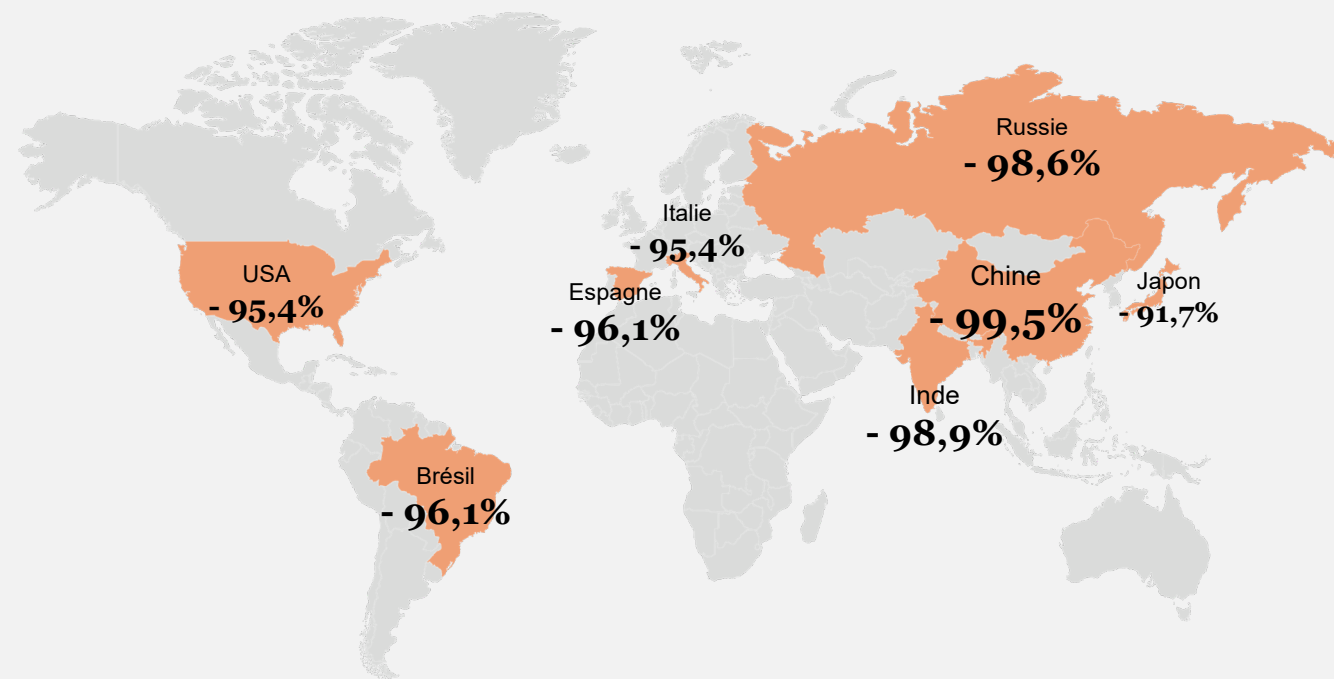 Russie
- 98,6%
Italie
- 95,4%
USA
- 95,4%
Espagne
- 96,1%
Chine
- 99,5%
Japon
- 91,7%
Inde
- 98,9%
Brésil
- 96,1%